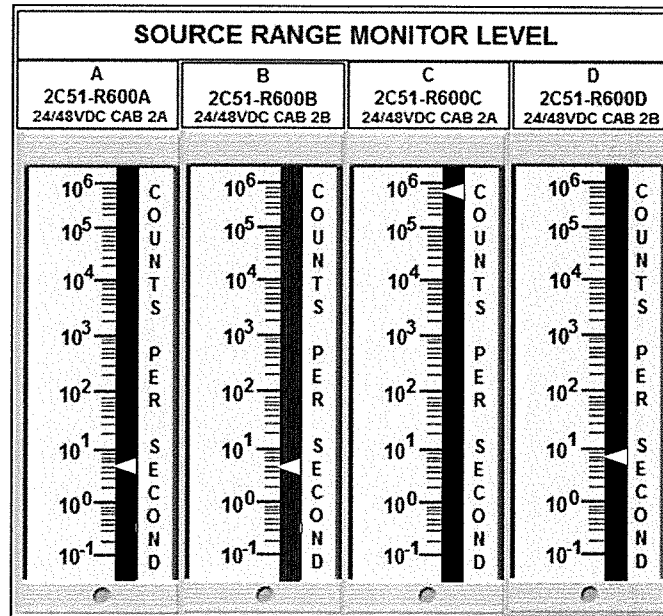 SOURCE RANGE MONITOR LEVEL
A
2C51-R600A
24/48VDC CAB 2A
B
2C51-R600B
24/48VDC CAB 2B
C
2C51-R600C
24/48VDC CAB 2A
D
2C51-R600D
24/48VDC CAB 2B
10⁶
10⁵
10⁴
10³
10²
10¹
10⁰
10⁻¹
COUNTS PER SECOND
10⁶
10⁵
10⁴
10³
10²
10¹
10⁰
10⁻¹
COUNTS PER SECOND
10⁶
10⁵
10⁴
10³
10²
10¹
10⁰
10⁻¹
COUNTS PER SECOND
10⁶
10⁵
10⁴
10³
10²
10¹
10⁰
10⁻¹
COUNTS PER SECOND